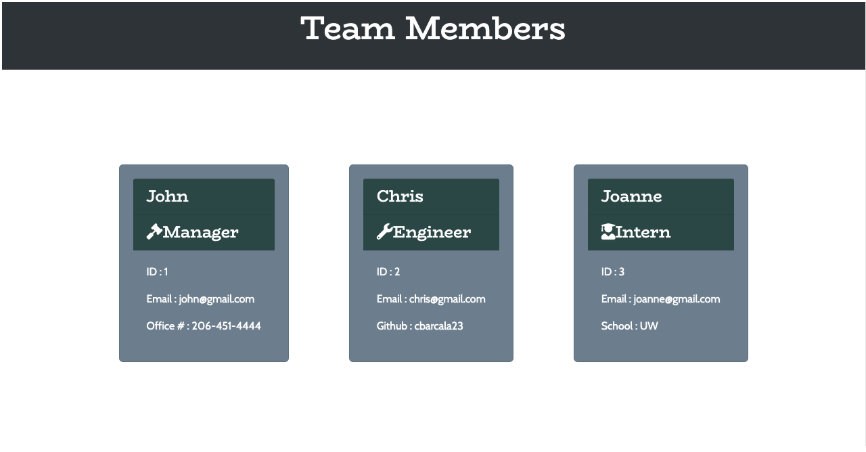 Team Members
John
Manager
ID : 1
Email : john@gmail.com
Office # : 206-451-4444
Chris
Engineer
ID : 2
Email : chris@gmail.com
Github : cbarcala23
Joanne
Intern
ID : 3
Email : joanne@gmail.com
School : UW